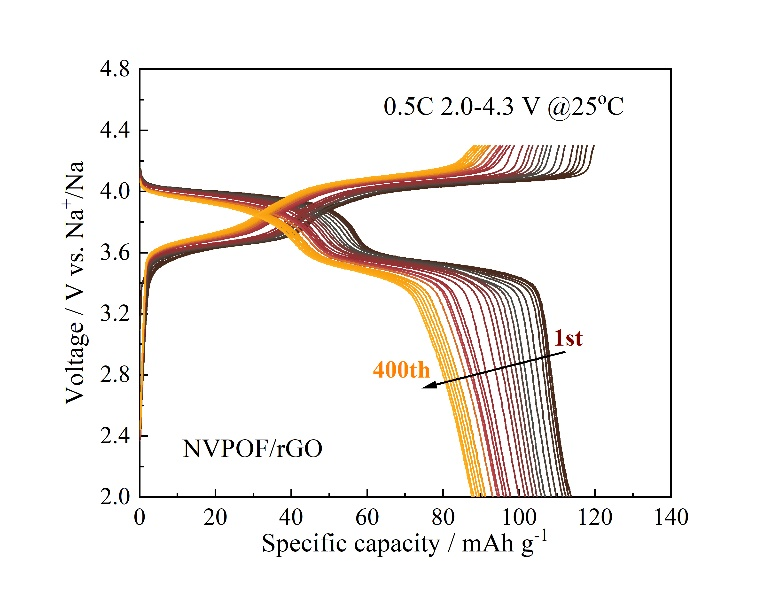 4.8
4.4
4.0
3.6
3.2
2.8
2.4
2.0
Voltage / V vs. Na⁺/Na
0.5C 2.0-4.3 V @25°C
1st
400th
NVPOF/rGO
0 20 40 60 80 100 120 140
Specific capacity / mAh g⁻¹